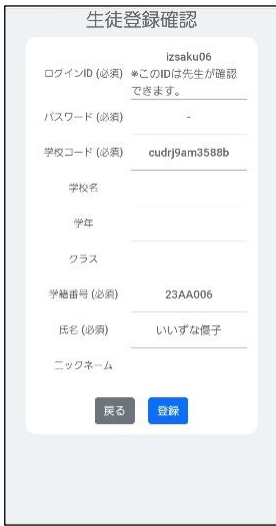 生徒登録確認
ログインID (必須)
izsaku06
※このIDは先生が確認
できます。
パスワード (必須)
-
学校コード (必須)
cudrj9am3588b
学校名
学年
クラス
学籍番号 (必須)
23AA006
氏名 (必須)
いいずな優子
ニックネーム
戻る
登録